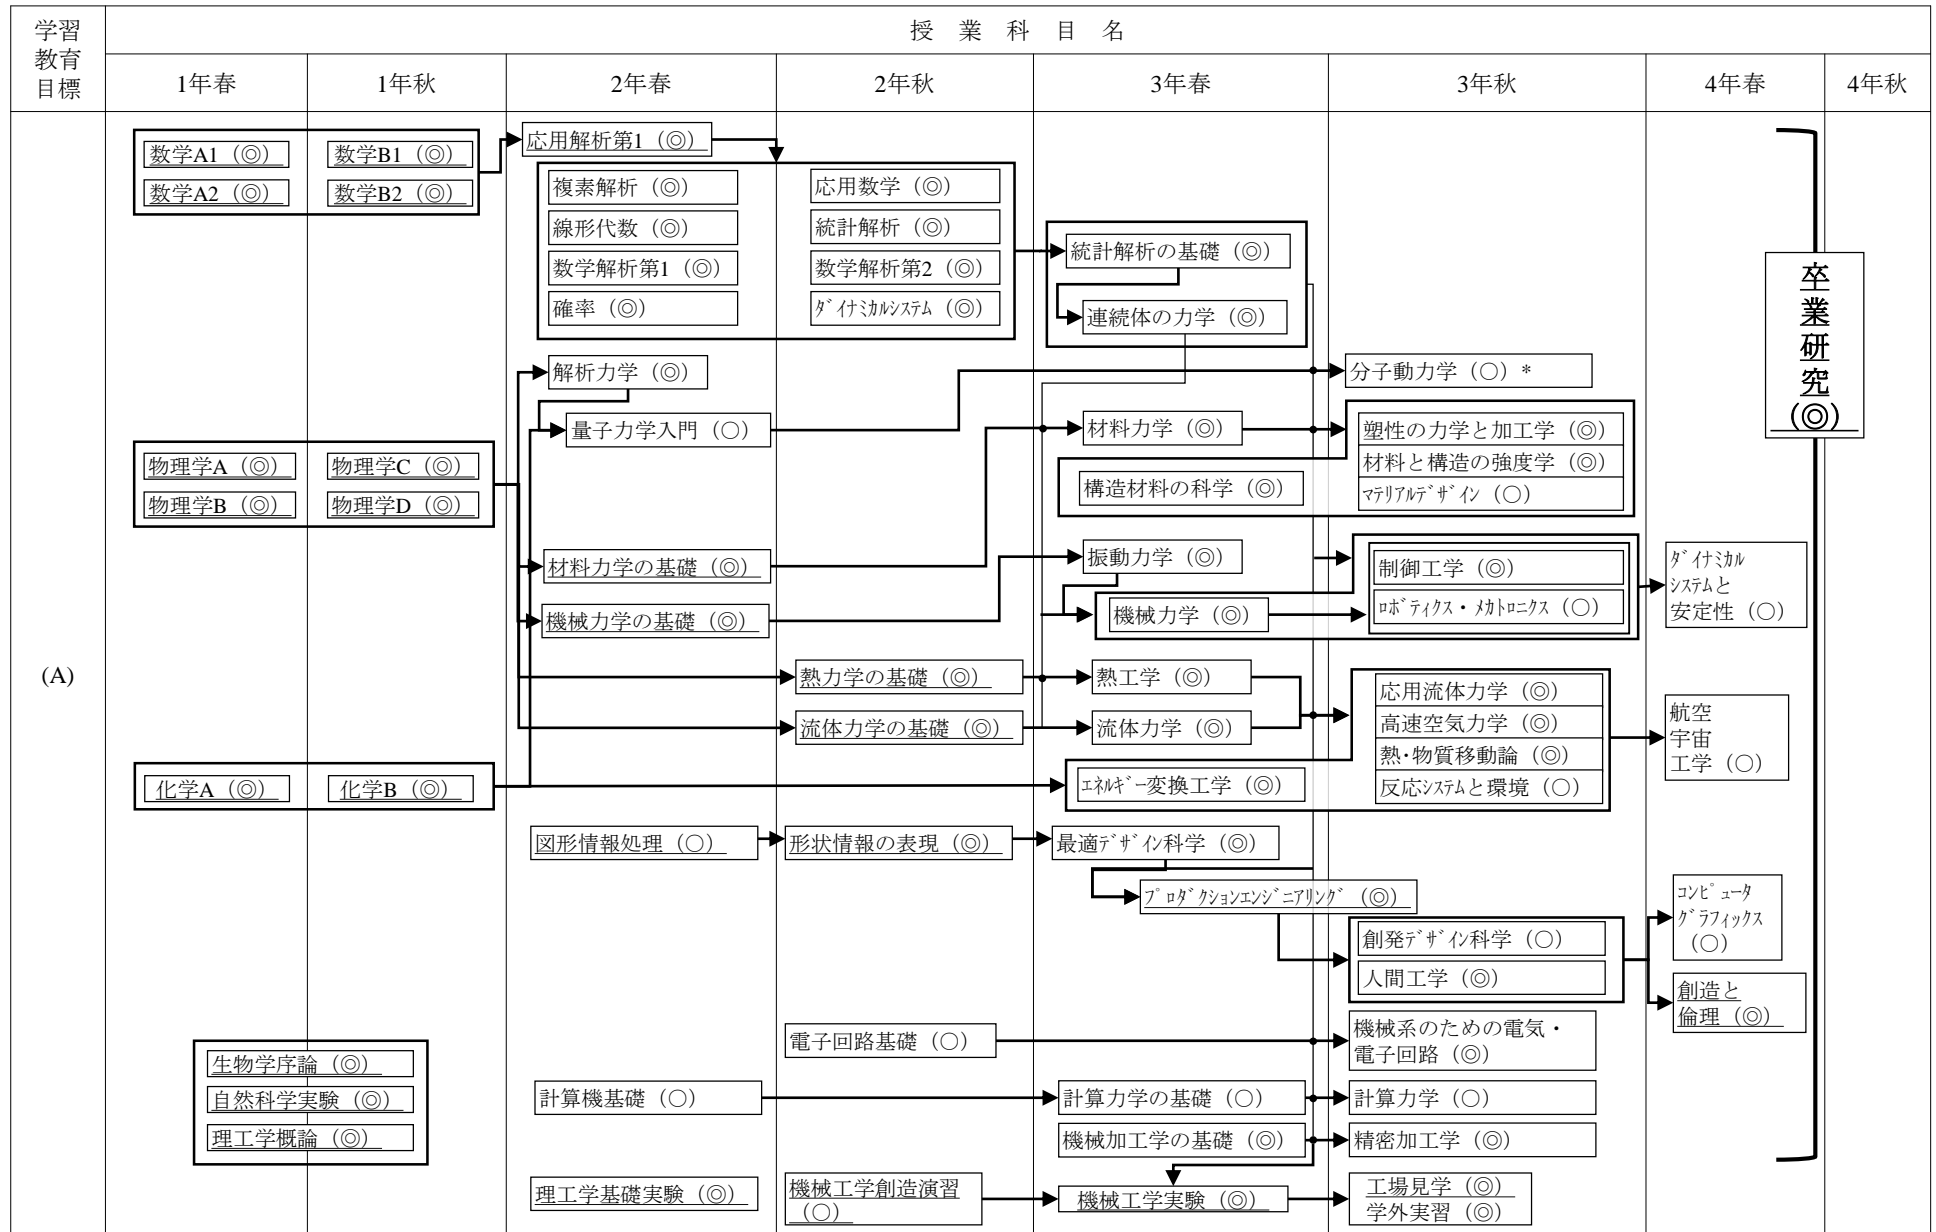 学習
教育
目標
授 業 科 目 名
1年春
1年秋
2年春
2年秋
3年春
3年秋
4年春
4年秋
(A)
数学A1（◎）
数学A2（◎）
数学B1（◎）
数学B2（◎）
応用解析第1（◎）
複素解析（◎）
線形代数（◎）
数学解析第1（◎）
確率（◎）
応用数学（◎）
統計解析（◎）
数学解析第2（◎）
ﾀﾞｲﾅﾐｶﾙｼｽﾃﾑ（◎）
統計解析の基礎（◎）
連続体の力学（◎）
解析力学（◎）
量子力学入門（○）
分子動力学（○）*
物理学A（◎）
物理学B（◎）
物理学C（◎）
物理学D（◎）
材料力学（◎）
構造材料の科学（◎）
塑性の力学と加工学（◎）
材料と構造の強度学（◎）
ﾏﾃﾘｱﾙﾃﾞｻﾞｲﾝ（○）
材料力学の基礎（◎）
機械力学の基礎（◎）
振動力学（◎）
機械力学（◎）
制御工学（◎）
ﾛﾎﾞﾃｨｸｽ・ﾒｶﾄﾛﾆｸｽ（○）
ﾀﾞｲﾅﾐｶﾙ
ｼｽﾃﾑと
安定性（○）
熱力学の基礎（◎）
流体力学の基礎（◎）
熱工学（◎）
流体力学（◎）
応用流体力学（◎）
高速空気力学（◎）
熱･物質移動論（◎）
反応ｼｽﾃﾑと環境（○）
航空
宇宙
工学（○）
化学A（◎）
化学B（◎）
ｴﾈﾙｷﾞｰ変換工学（◎）
図形情報処理（○）
形状情報の表現（◎）
最適ﾃﾞｻﾞｲﾝ科学（◎）
ﾌﾟﾛﾀﾞｸｼｮﾝｴﾝｼﾞﾆｱﾘﾝｸﾞ（◎）
創発ﾃﾞｻﾞｲﾝ科学（○）
人間工学（◎）
ｺﾝﾋﾟｭｰﾀ
ｸﾞﾗﾌｨｯｸｽ
（○）
創造と
倫理（◎）
電子回路基礎（○）
機械系のための電気・
電子回路（◎）
生物学序論（◎）
自然科学実験（◎）
理工学概論（◎）
計算機基礎（○）
計算力学の基礎（○）
計算力学（○）
機械加工学の基礎（◎）
精密加工学（◎）
理工学基礎実験（◎）
機械工学創造演習
（○）
機械工学実験（◎）
工場見学（◎）
学外実習（◎）
卒
業
研
究
(◎)